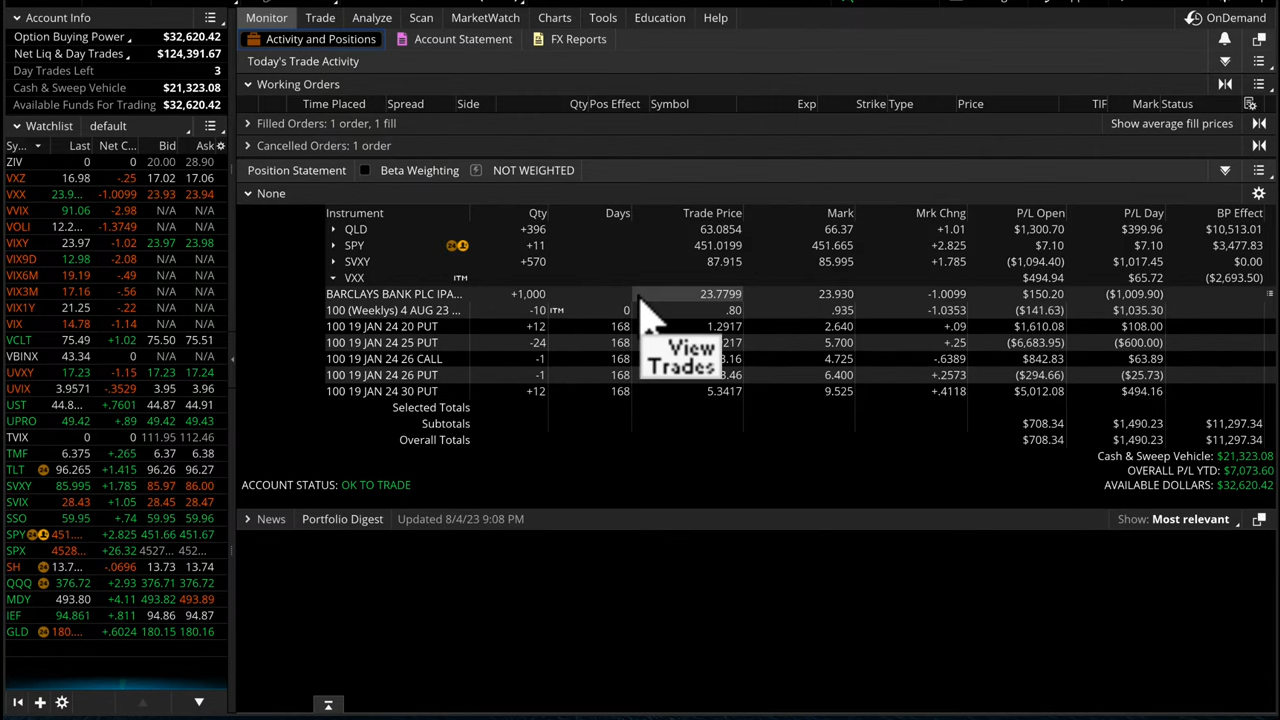 Account Info
Monitor Trade Analyze Scan MarketWatch Charts Tools Education Help OnDemand
Option Buying Power $32,620.42
Activity and Positions Account Statement FX Reports
Net Liq & Day Trades $124,391.67
Today's Trade Activity
Day Trades Left 3
Working Orders
Cash & Sweep Vehicle $21,323.08
Available Funds For Trading $32,620.42
Time Placed Spread Side Qty Pos Effect Symbol Exp Strike Type Price TIF Mark Status
Watchlist default
Filled Orders: 1 order, 1 fill Show average fill prices
Sy... Last Net C... Bid Ask
Cancelled Orders: 1 order
ZIV 0 0 20.00 28.90
Position Statement Beta Weighting NOT WEIGHTED
VXZ 16.98 -.25 17.02 17.06
None
VXX 23.9... -1.0099 23.93 23.94
VVIX 91.06 -2.98 N/A N/A
Instrument Qty Days Trade Price Mark Mrk Chng P/L Open P/L Day BP Effect
VOLI 12.2... -1.3749 N/A N/A
QLD +396 63.0854 66.37 +1.01 $1,300.70 $399.96 $10,513.01
VIXY 23.97 -1.02 23.97 23.98
SPY +11 451.0194 451.665 +2.825 $7.10 $7.10 $3,477.83
VIX9D 12.98 -2.08 N/A N/A
SVXY +570 87.915 85.995 +1.785 ($1,094.40) $1,017.45 ($0.00)
VIX6M 19.19 -.49 N/A N/A
VXX ITM $494.94 $65.72 ($2,693.50)
VIX3M 17.16 -.56 N/A N/A
BARCLAYS BANK PLC IPA... +1,000 23.7799 23.930 -1.0099 $150.20 ($1,009.90)
VIX1Y 21.25 -.22 N/A N/A
100 (Weeklys) 4 AUG 23 ... -10 ITM 0 .80 .935 -1.0353 ($141.63) $1,035.30
VIX 14.78 -1.14 N/A N/A
100 19 JAN 24 20 PUT +12 168 1.2917 2.640 +.09 $1,610.08 $108.00
VCLT 75.49 +1.02 75.50 75.51
100 19 JAN 24 25 PUT -24 168 217 5.700 +.25 ($6,683.95) ($600.00)
View
Trades
VBINX 43.34 0 N/A N/A
100 19 JAN 24 26 CALL -1 168 3.16 4.725 -.6389 $842.83 $63.89
UVXY 17.23 -1.15 17.23 17.24
100 19 JAN 24 26 PUT -1 168 3.46 6.400 +.2573 ($294.66) ($25.73)
UVIX 3.9571 -.3529 3.95 3.96
100 19 JAN 24 30 PUT +12 168 5.3417 9.525 +.4118 $5,012.08 $494.16
UST 44.8... +.7601 44.87 44.91
Selected Totals
UPRO 49.42 +.89 49.42 49.43
Subtotals $708.34 $1,490.23 $11,297.34
TVIX 0 0 111.95 112.46
Overall Totals $708.34 $1,490.23 $11,297.34
TMF 6.375 +.265 6.37 6.38
Cash & Sweep Vehicle: $21,323.08
TLT 24 96.265 +1.415 96.26 96.27
OVERALL P/L YTD: $7,073.60
SVXY 85.995 +1.785 85.97 86.00
ACCOUNT STATUS: OK TO TRADE AVAILABLE DOLLARS: $32,620.42
SVIX 28.43 +1.05 28.45 28.47
SSO 59.95 +.74 59.95 59.96
News Portfolio Digest Updated 8/4/23 9:08 PM Show: Most relevant
SPY 24 451.... +2.825 451.66 451.67
SPX 4528... +26.32 4527... 452...
SH 24 13.7... -.0696 13.73 13.74
QQQ 24 376.72 +2.93 376.71 376.72
MDY 493.80 +4.11 493.82 493.89
IEF 94.861 +.811 94.86 94.87
GLD 24 180.... +.6024 180.15 180.16